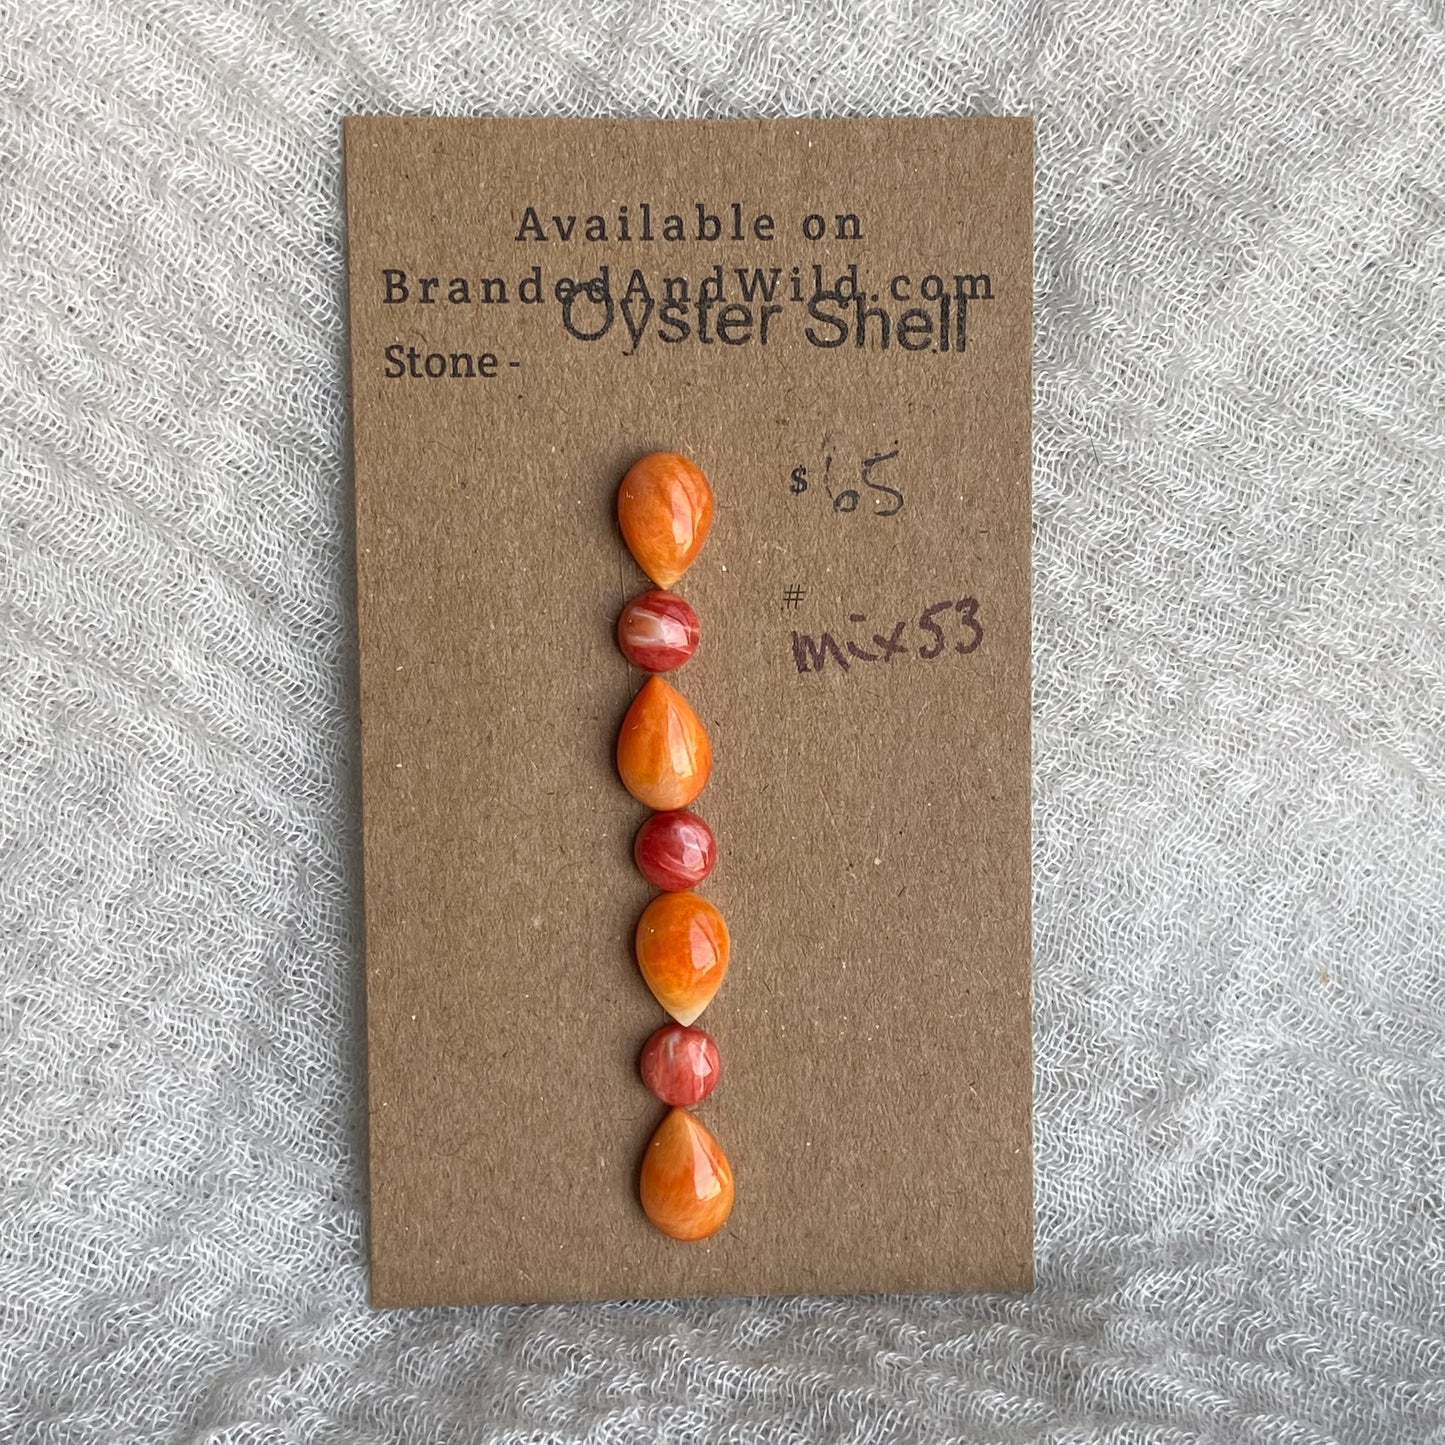 Available on
BrandedAndWild.com
Oyster Shell
Stone -
$ 65
#
mix53